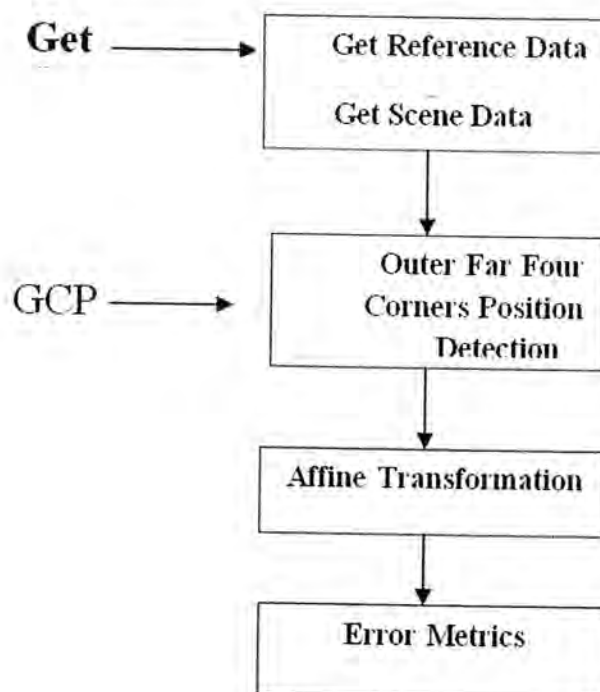 Get
Get Reference Data
Get Scene Data
GCP
Outer Far Four
Corners Position
Detection
Affine Transformation
Error Metrics